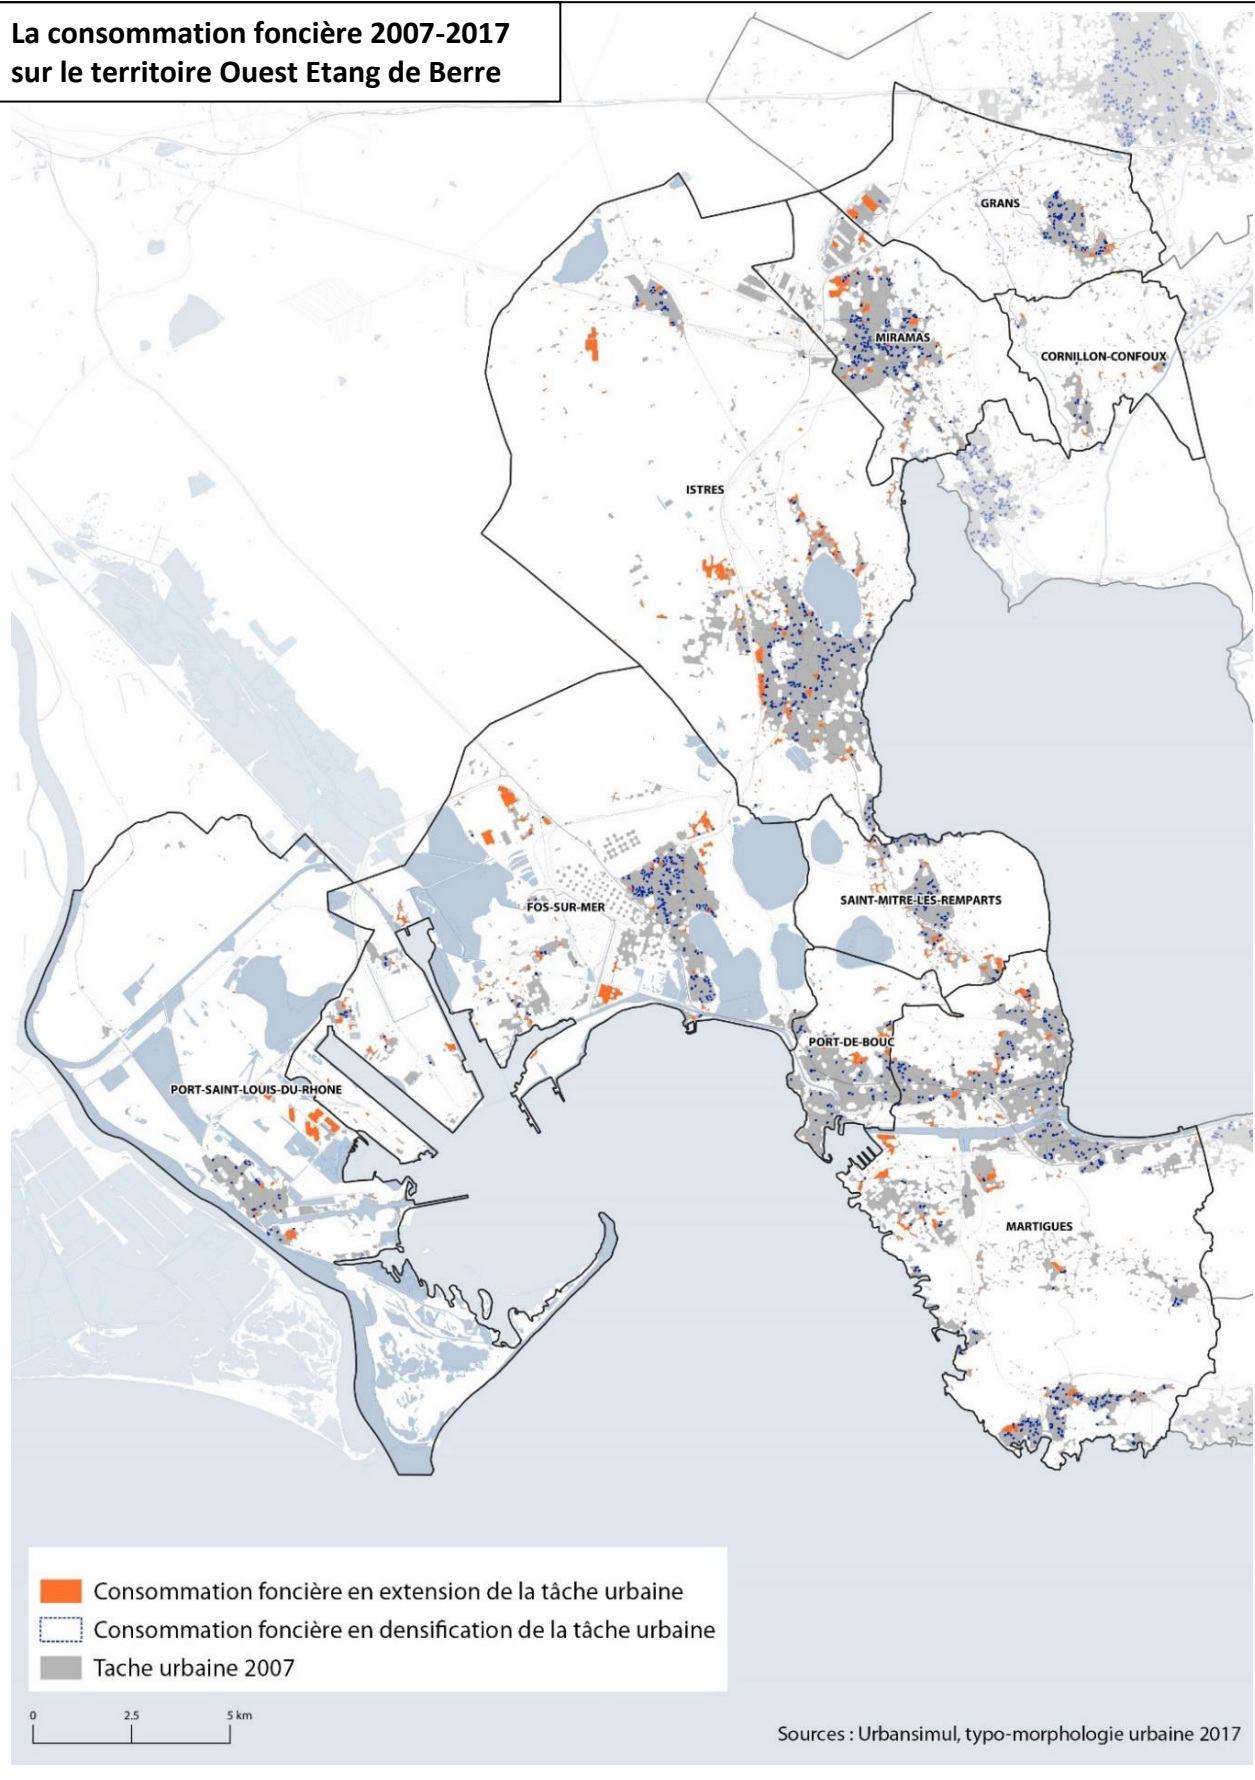 La consommation foncière 2007-2017
sur le territoire Ouest Etang de Berre
GRANS
MIRAMAS
CORNILLON-CONFOUX
ISTRES
SAINT-MITRE-LES-REMPARTS
FOS-SUR-MER
PORT-DE-BOUC
PORT-SAINT-LOUIS-DU-RHONE
MARTIGUES
Consommation foncière en extension de la tâche urbaine
Consommation foncière en densification de la tâche urbaine
Tache urbaine 2007
0 2.5 5 km
Sources : Urbansimul, typo-morphologie urbaine 2017